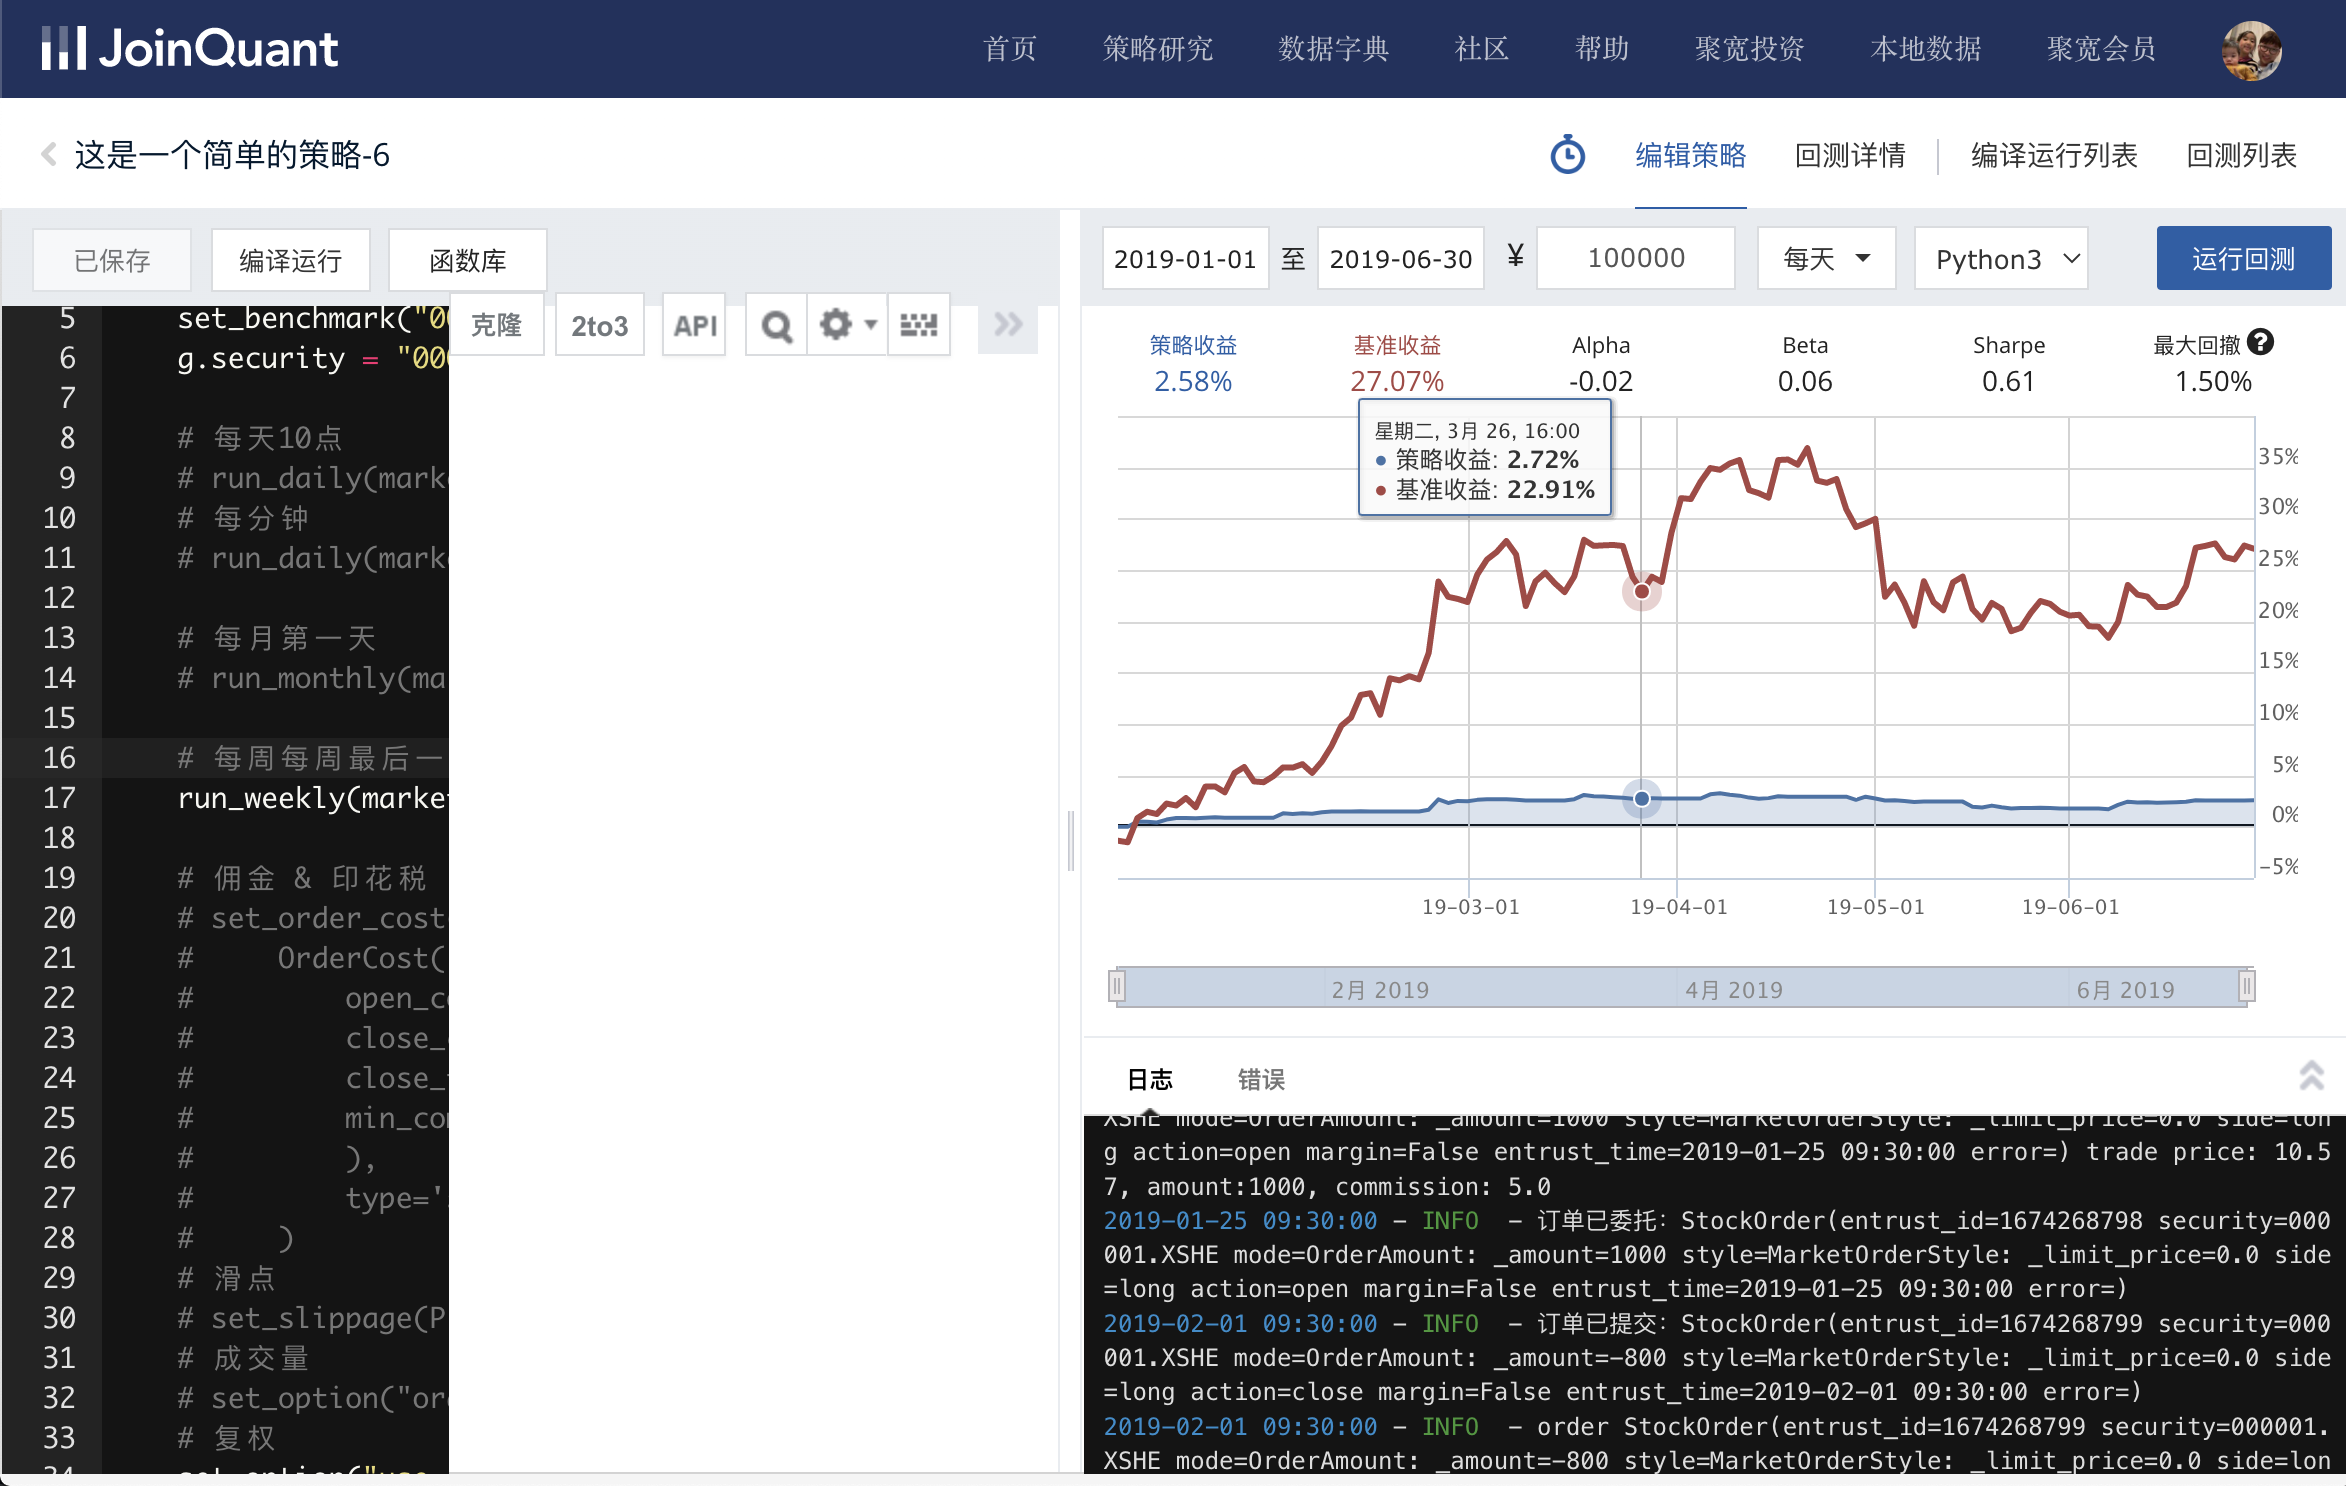 JoinQuant
首页 策略研究 数据字典 社区 帮助 聚宽投资 本地数据 聚宽会员
这是一个简单的策略-6
编辑策略 回测详情 编译运行列表 回测列表
已保存 编译运行 函数库
克隆 2to3 API
5 set_benchmark("00
6 g.security = "00
7
8 # 每天10点
9 # run_daily(mark
10 # 每分钟
11 # run_daily(mark
12
13 # 每月第一天
14 # run_monthly(ma
15
16 # 每周每周最后一
17 run_weekly(market
18
19 # 佣金 & 印花税
20 # set_order_cost
21 # OrderCost(
22 # open_c
23 # close_
24 # close_
25 # min_co
26 # ),
27 # type='
28 # )
29 # 滑点
30 # set_slippage(P
31 # 成交量
32 # set_option("or
33 # 复权
34 set_option("use
2019-01-01 至 2019-06-30 ¥ 100000 每天 Python3 运行回测
策略收益 基准收益 Alpha Beta Sharpe 最大回撤
2.58% 27.07% -0.02 0.06 0.61 1.50%
星期二, 3月 26, 16:00
策略收益: 2.72%
基准收益: 22.91%
35%
30%
25%
20%
15%
10%
5%
0%
-5%
19-03-01 19-04-01 19-05-01 19-06-01
2月 2019 4月 2019 6月 2019
日志 错误
XSHE mode=OrderAmount: _amount=1000 style=MarketOrderStyle: _limit_price=0.0 side=lon
g action=open margin=False entrust_time=2019-01-25 09:30:00 error=) trade price: 10.5
7, amount:1000, commission: 5.0
2019-01-25 09:30:00 - INFO - 订单已委托：StockOrder(entrust_id=1674268798 security=000
001.XSHE mode=OrderAmount: _amount=1000 style=MarketOrderStyle: _limit_price=0.0 side
=long action=open margin=False entrust_time=2019-01-25 09:30:00 error=)
2019-02-01 09:30:00 - INFO - 订单已提交：StockOrder(entrust_id=1674268799 security=000
001.XSHE mode=OrderAmount: _amount=-800 style=MarketOrderStyle: _limit_price=0.0 side
=long action=close margin=False entrust_time=2019-02-01 09:30:00 error=)
2019-02-01 09:30:00 - INFO - order StockOrder(entrust_id=1674268799 security=000001.
XSHE mode=OrderAmount: _amount=-800 style=MarketOrderStyle: _limit_price=0.0 side=lon